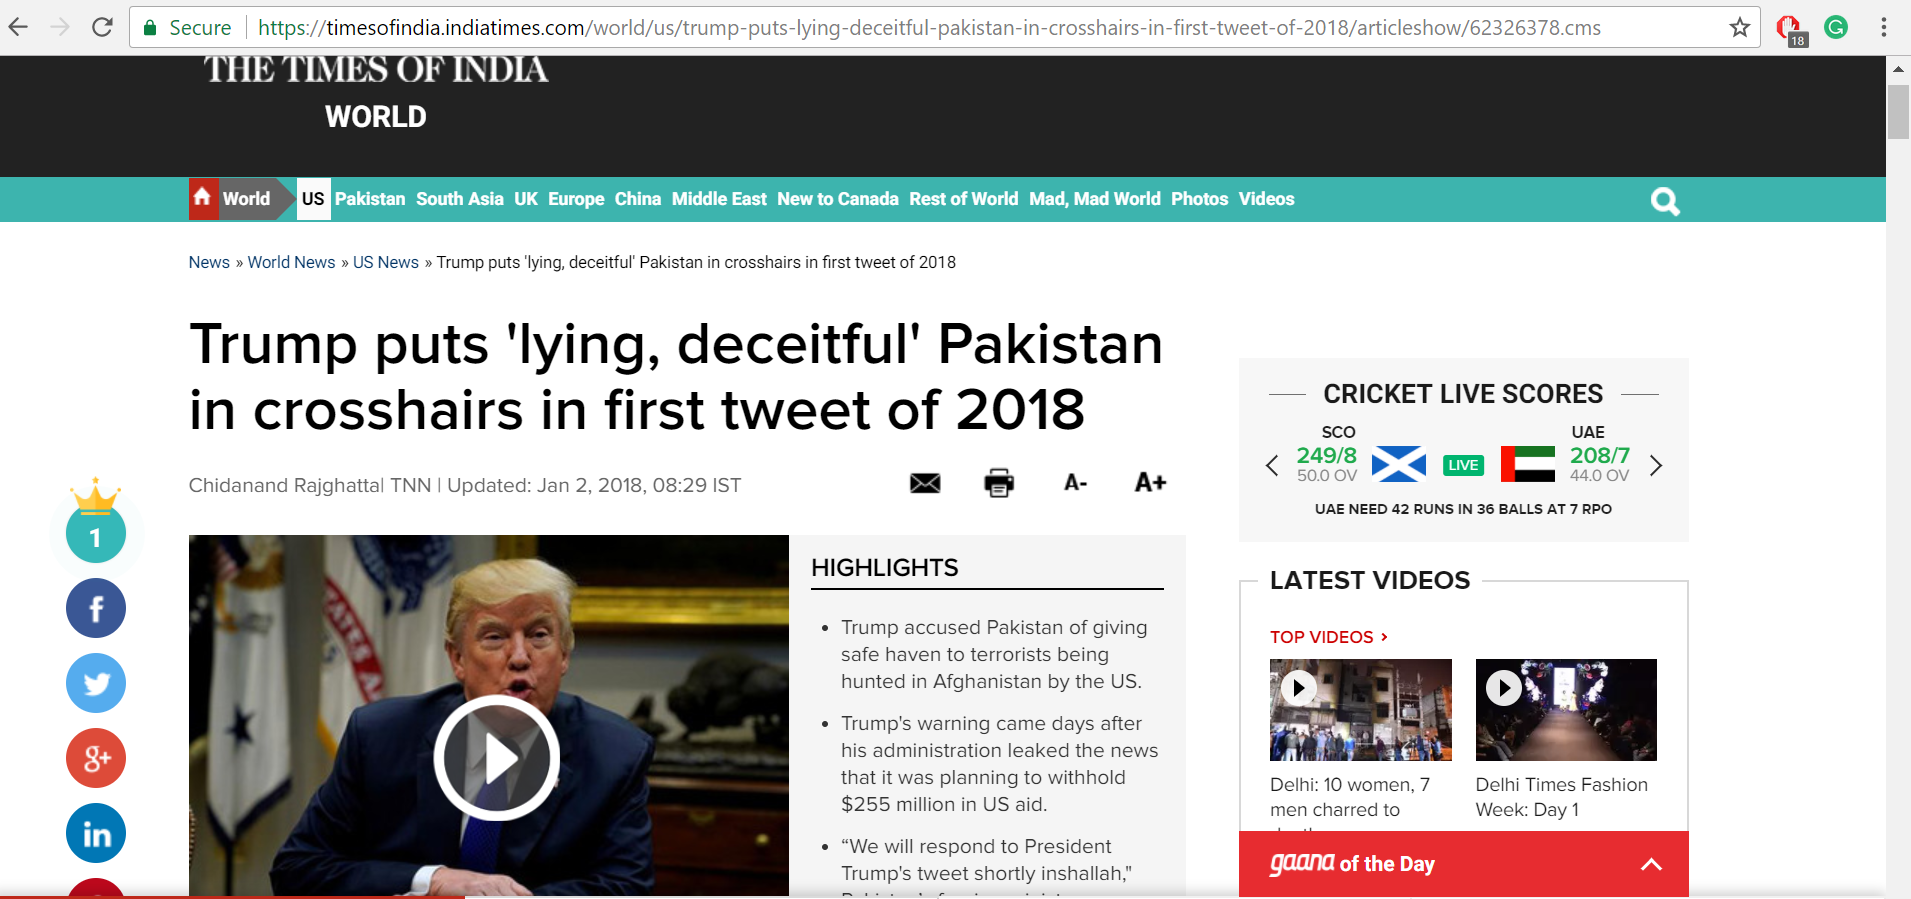 Secure
https://timesofindia.indiatimes.com/world/us/trump-puts-lying-deceitful-pakistan-in-crosshairs-in-first-tweet-of-2018/articleshow/62326378.cms
18
G
THE TIMES OF INDIA
WORLD
World US Pakistan South Asia UK Europe China Middle East New to Canada Rest of World Mad, Mad World Photos Videos
News » World News » US News » Trump puts 'lying, deceitful' Pakistan in crosshairs in first tweet of 2018
Trump puts 'lying, deceitful' Pakistan
in crosshairs in first tweet of 2018
Chidanand Rajghatta| TNN | Updated: Jan 2, 2018, 08:29 IST
A- A+
1
f
g+
in
HIGHLIGHTS
• Trump accused Pakistan of giving
safe haven to terrorists being
hunted in Afghanistan by the US.
• Trump's warning came days after
his administration leaked the news
that it was planning to withhold
$255 million in US aid.
• “We will respond to President
Trump's tweet shortly inshallah,"
CRICKET LIVE SCORES
SCO UAE
249/8 LIVE 208/7
50.0 OV 44.0 OV
UAE NEED 42 RUNS IN 36 BALLS AT 7 RPO
LATEST VIDEOS
TOP VIDEOS
Delhi: 10 women, 7
men charred to
Delhi Times Fashion
Week: Day 1
gaana of the Day